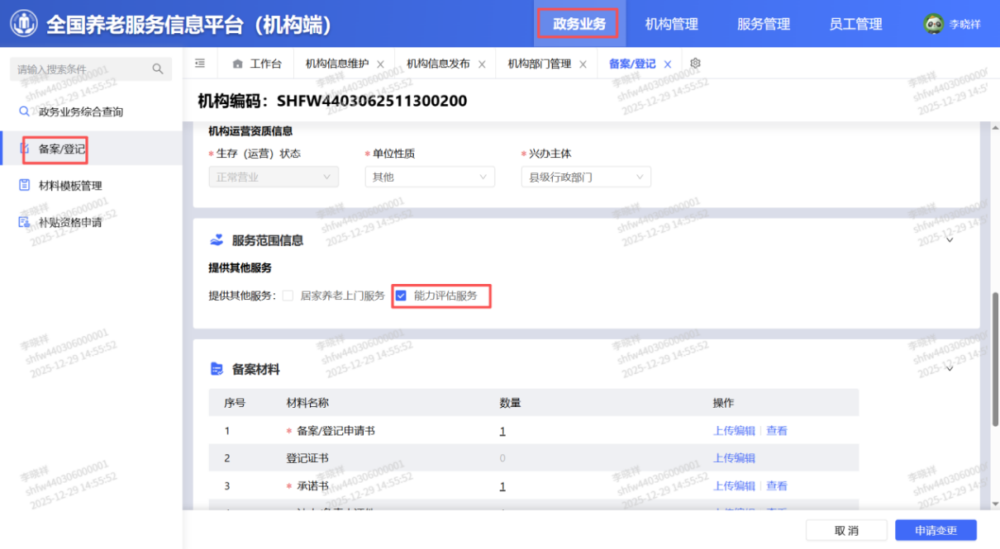 全国养老服务信息平台（机构端）
政务业务 机构管理 服务管理 员工管理 李晓祥
请输入搜索条件
工作台 机构信息维护 机构信息发布 机构部门管理 备案/登记
政务业务综合查询
备案/登记
材料模板管理
补贴资格申请
机构编码：SHFW4403062511300200
机构运营资质信息
*生存（运营）状态 *单位性质 *兴办主体
正常营业 其他 县级行政部门
服务范围信息
提供其他服务
提供其他服务: 居家养老上门服务 能力评估服务
备案材料
序号 材料名称 数量 操作
1 * 备案/登记申请书 1 上传编辑 查看
2 登记证书 0 上传编辑
3 * 承诺书 1 上传编辑 查看
取消 申请变更
李晓祥
shfw440306000001
2025-12-29 14:55:52